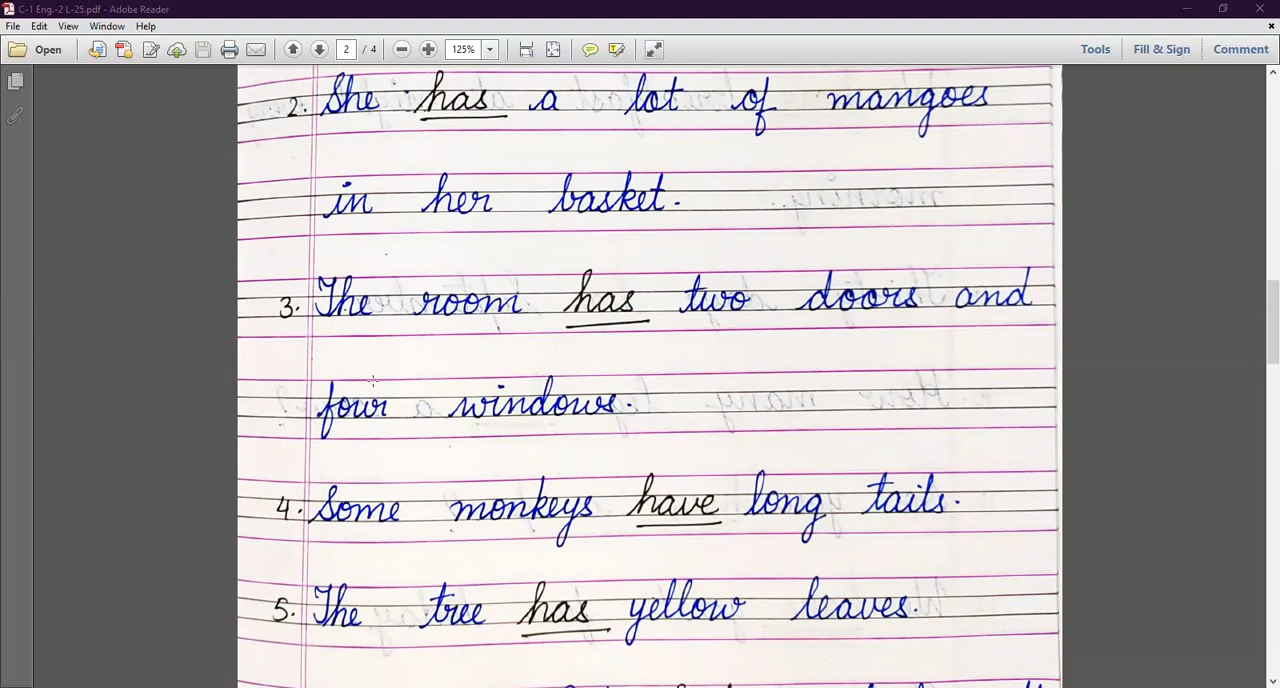 C-1 Eng.-2 L-25.pdf - Adobe Reader
File Edit View Window Help
Open 2 / 4 125% Tools Fill & Sign Comment
2. She has a lot of mangoes
in her basket.
3. The room has two doors and
four windows.
4. Some monkeys have long tails.
5. The tree has yellow leaves.